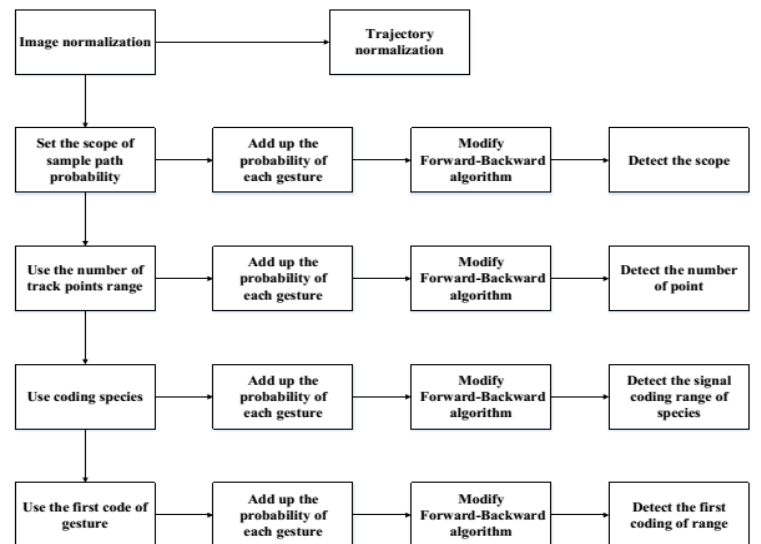 Image normalization
Trajectory
normalization
Set the scope of
sample path
probability
Add up the
probability of
each gesture
Modify
Forward-Backward
algorithm
Detect the scope
Use the number of
track points range
Add up the
probability of
each gesture
Modify
Forward-Backward
algorithm
Detect the number
of point
Use coding species
Add up the
probability of
each gesture
Modify
Forward-Backward
algorithm
Detect the signal
coding range of
species
Use the first code of
gesture
Add up the
probability of
each gesture
Modify
Forward-Backward
algorithm
Detect the first
coding of range